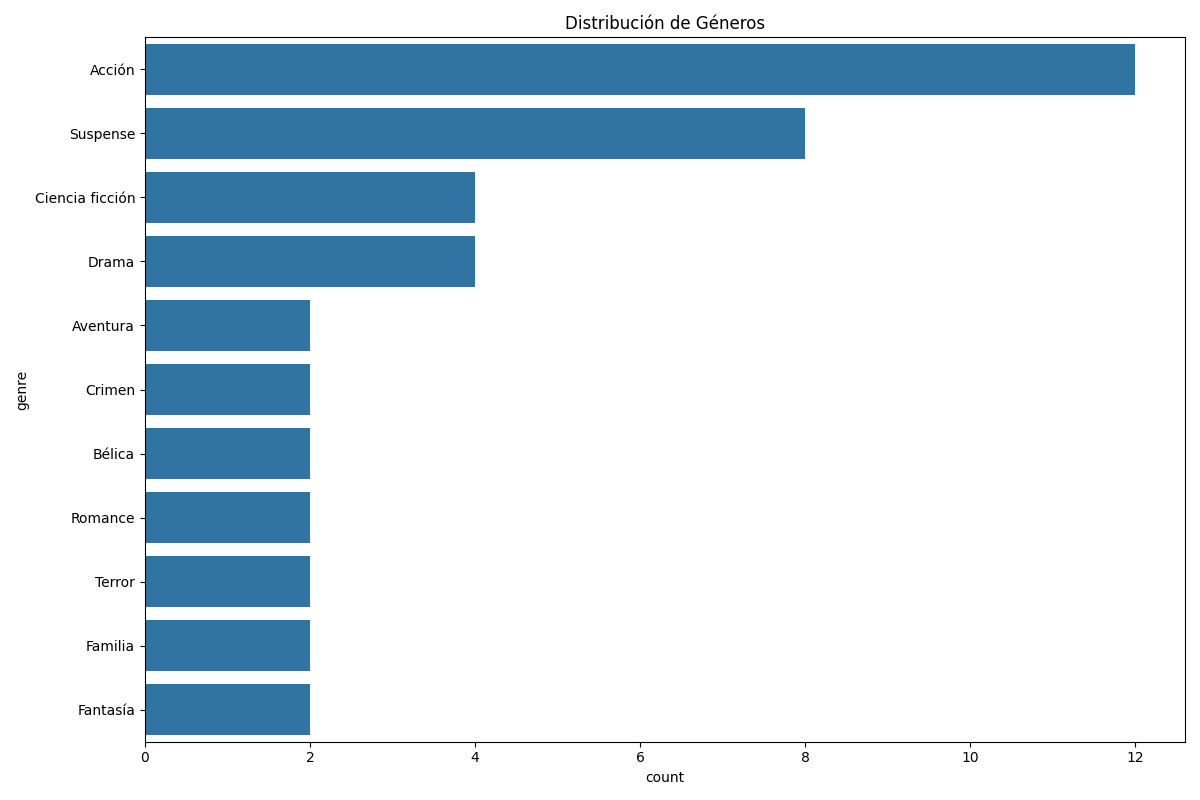 Distribución de Géneros
Acción
Suspense
Ciencia ficción
Drama
Aventura
Crimen
Bélica
Romance
Terror
Familia
Fantasía
genre
0 2 4 6 8 10 12
count